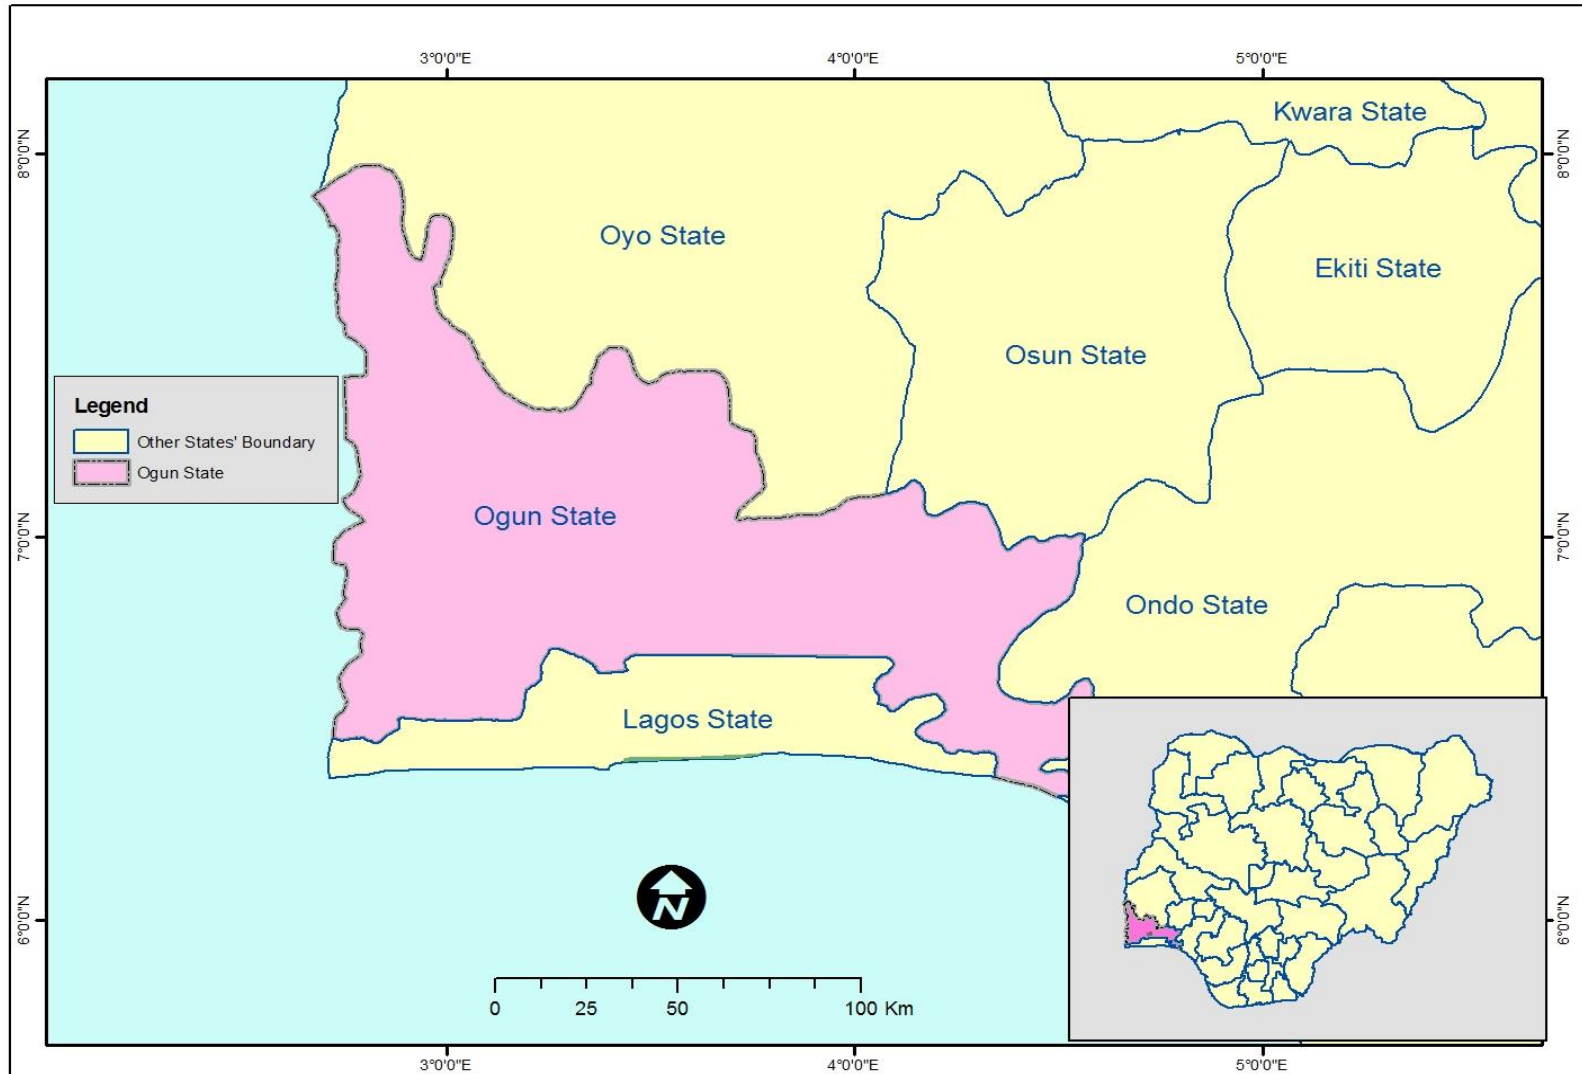 3°0'0"E
4°0'0"E
5°0'0"E
Kwara State
8°0'0"N
8°0'0"N
Oyo State
Ekiti State
Osun State
Legend
Other States' Boundary
Ogun State
Ogun State
7°0'0"N
7°0'0"N
Ondo State
Lagos State
N
6°0'0"N
6°0'0"N
0 25 50 100 Km
3°0'0"E
4°0'0"E
5°0'0"E